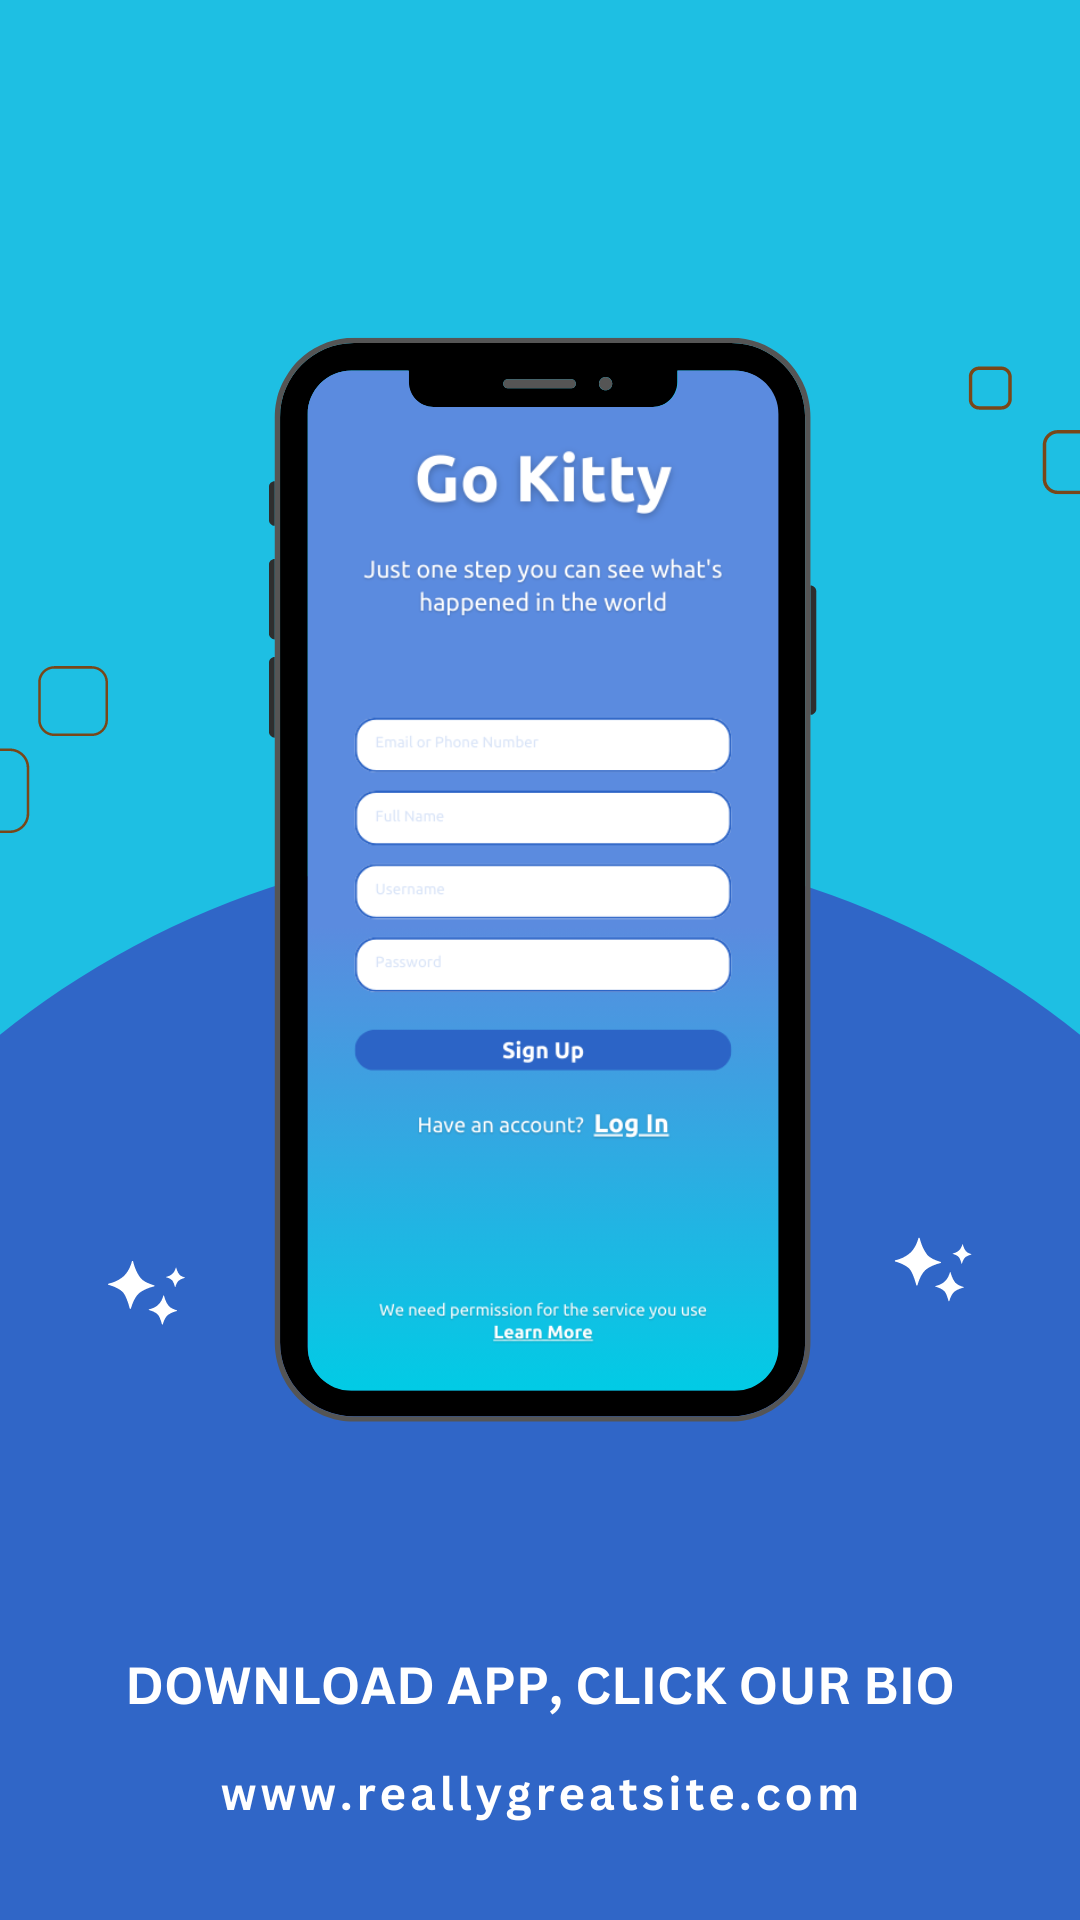 Go Kitty
Just one step you can see what's
happened in the world
Email or Phone Number
Full Name
Username
Password
Sign Up
Have an account? Log In
We need permission for the service you use
Learn More
DOWNLOAD APP, CLICK OUR BIO
www.reallygreatsite.com